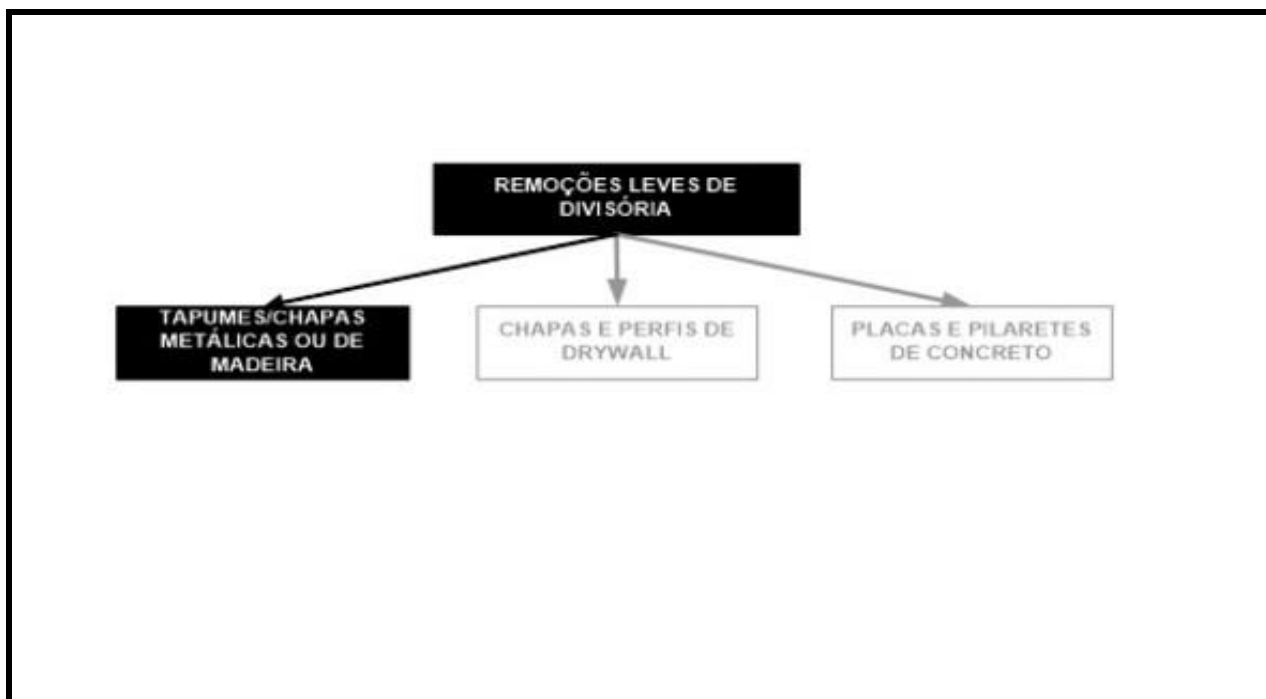 REMOÇÕES LEVES DE
DIVISÓRIA
TAPUMES/CHAPAS
METÁLICAS OU DE
MADEIRA
CHAPAS E PERFIS DE
DRYWALL
PLACAS E PILARETES
DE CONCRETO